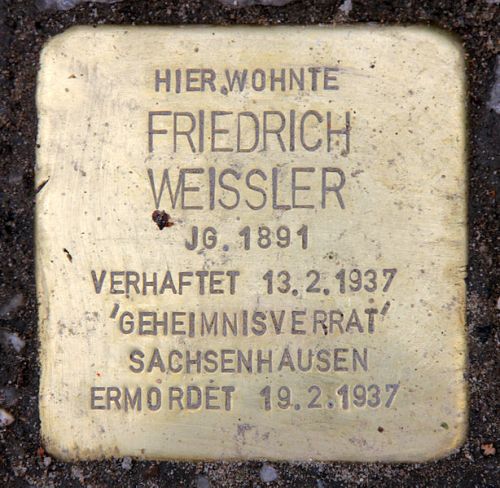 HIER WOHNTE
FRIEDRICH
WEISSLER
JG. 1891
VERHAFTET 13.2.1937
'GEHEIMNISVERRAT'
SACHSENHAUSEN
ERMORDET 19.2.1937